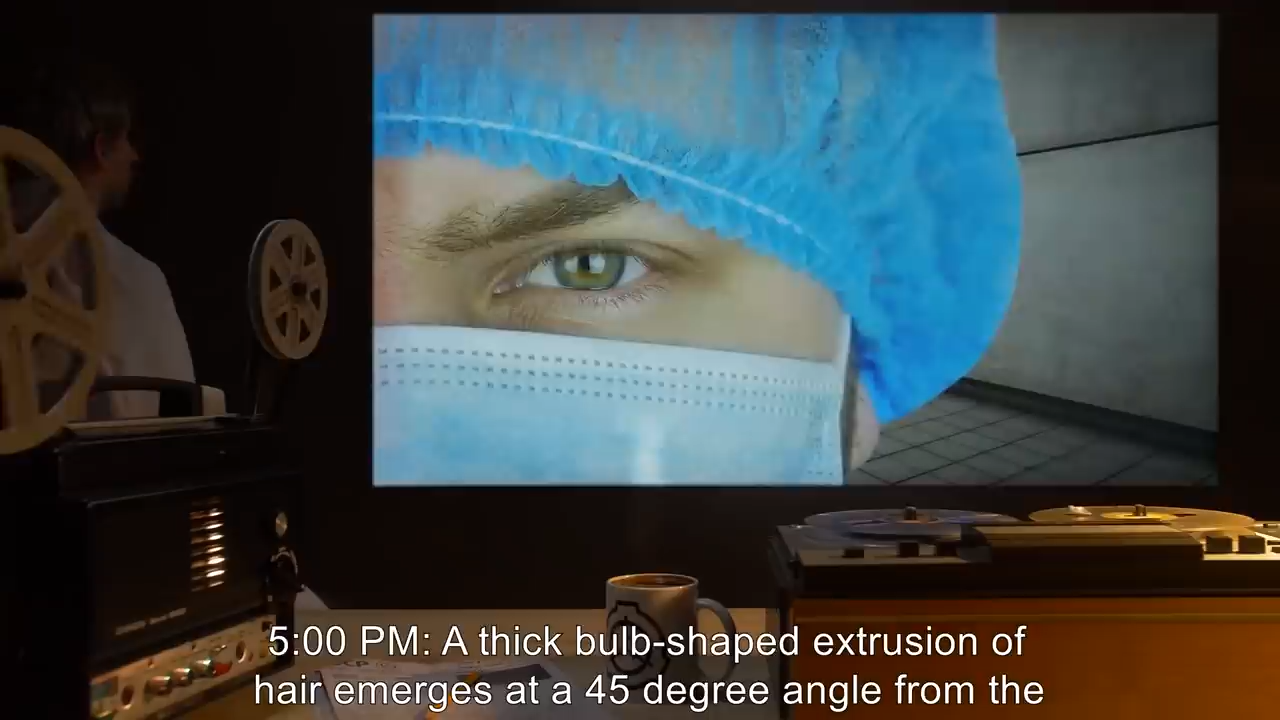 5:00 PM: A thick bulb-shaped extrusion of
hair emerges at a 45 degree angle from the